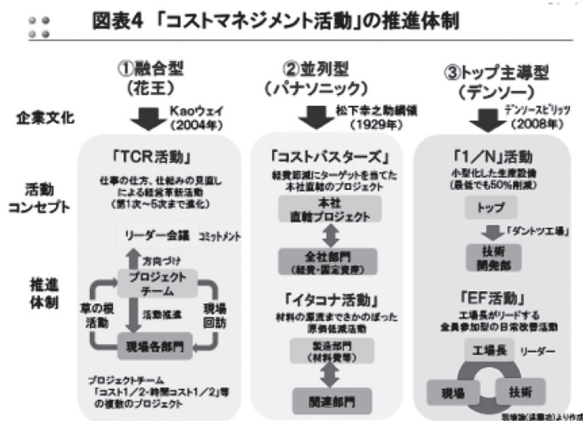 図表4 「コストマネジメント活動」の推進体制
①融合型
(花王)
②並列型
(パナソニック)
③トップ主導型
(デンソー)
企業文化
Kaoウェイ
(2004年)
松下幸之助綱領
(1929年)
デンソースピリッツ
(2008年)
活動
コンセプト
「TCR活動」
仕事の仕方、仕組みの見直し
による経営革新活動
(第1次~5次まで進化)
「コストバスターズ」
経費節減にターゲットを当てた
本社直轄のプロジェクト
本社
直轄プロジェクト
全社部門
(経費・固定資産)
「1/N」活動
小型化した生産設備
(最低でも50%削減)
トップ
「ダントツ工場」
技術
開発部
推進
体制
リーダー会議 コミットメント
方向づけ
プロジェクト
チーム
草の根
活動
活動推進
現場
回訪
現場各部門
プロジェクトチーム
「コスト1/2・時間コスト1/2」等
の複数のプロジェクト
「イタコナ活動」
材料の源流までさかのぼった
原価低減活動
製造部門
(材料費等)
関連部門
「EF活動」
工場長がリードする
全員参加型の日常改善活動
工場長 リーダー
現場 技術
現場論(遠藤功)より作成